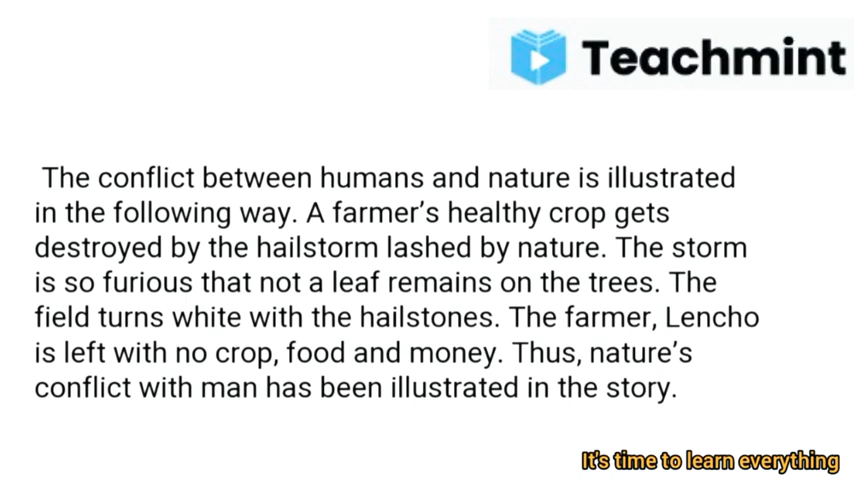 Teachmint
The conflict between humans and nature is illustrated
in the following way. A farmer’s healthy crop gets
destroyed by the hailstorm lashed by nature. The storm
is so furious that not a leaf remains on the trees. The
field turns white with the hailstones. The farmer, Lencho
is left with no crop, food and money. Thus, nature’s
conflict with man has been illustrated in the story.
It's time to learn everything